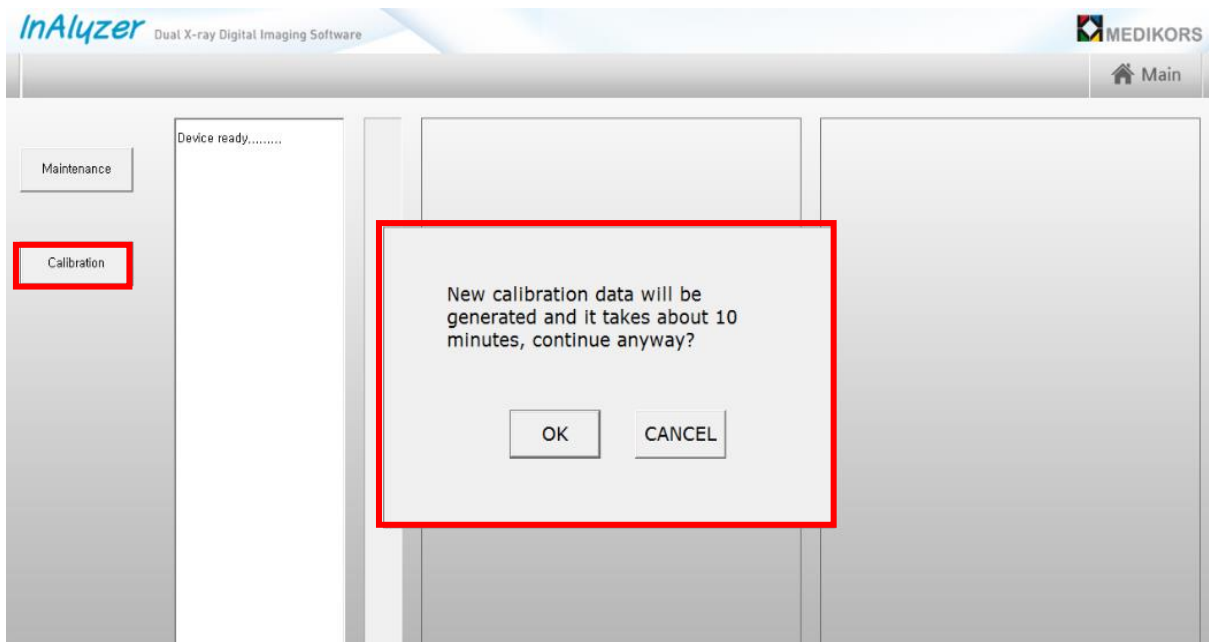 InAlyzer Dual X-ray Digital Imaging Software
MEDIKORS
Main
Device ready.........
Maintenance
Calibration
New calibration data will be
generated and it takes about 10
minutes, continue anyway?
OK CANCEL